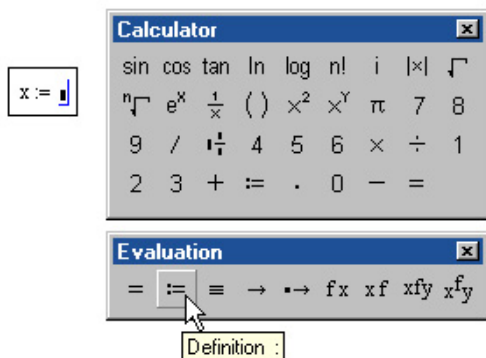 Calculator
sin cos tan ln log n! i |×| √
x := ▪
ⁿ√ eˣ 1/x ( ) x² xʸ π 7 8
9 / 4 5 6 × ÷ 1
2 3 + := . 0 − =
Evaluation
= := ≡ → ▪→ fx xf xfy xᶠy
Definition :